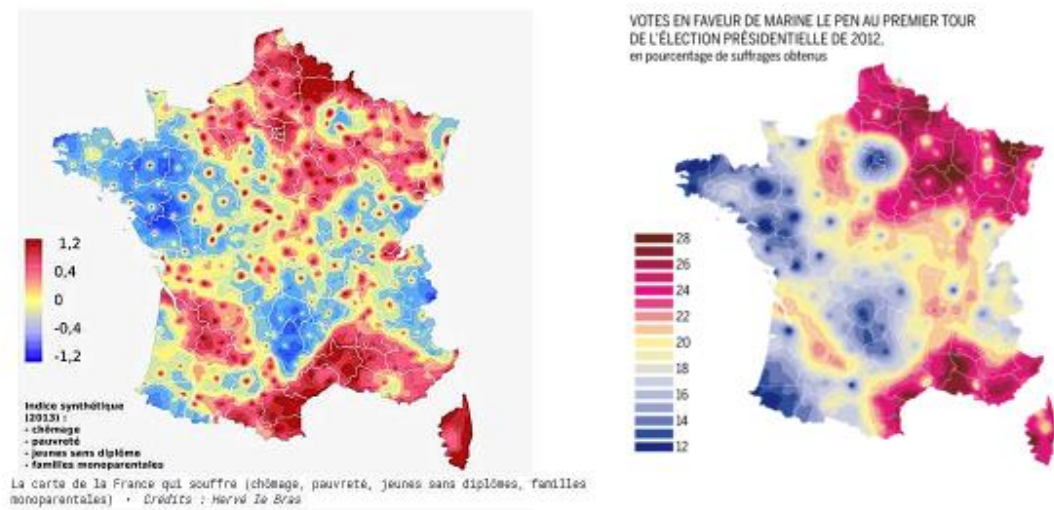 VOTES EN FAVEUR DE MARINE LE PEN AU PREMIER TOUR
DE L'ÉLECTION PRÉSIDENTIELLE DE 2012,
en pourcentage de suffrages obtenus
1,2
0,4
0
-0,4
-1,2
Indice synthétique
(2013) :
- chômage
- pauvreté
- jeunes sans diplôme
- familles monoparentales
La carte de la France qui souffre (chômage, pauvreté, jeunes sans diplômes, familles
monoparentales) • Crédits : Hervé le Bras
28
26
24
22
20
18
16
14
12